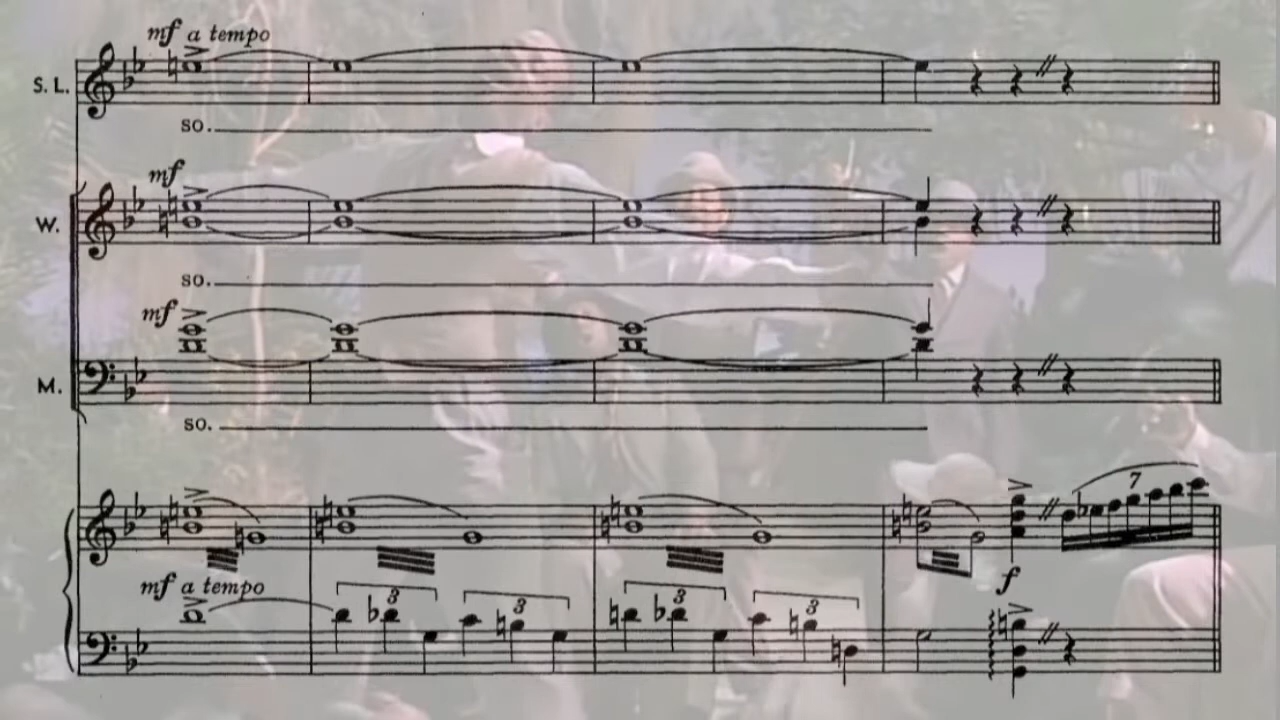 mf a tempo
S. L.
so.
mf
W.
so.
mf
M.
so.
7
mf a tempo
f
3 3 3 3